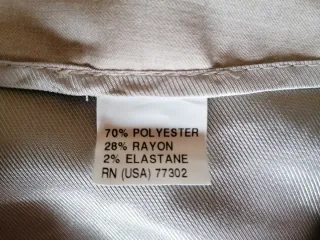 70% POLYESTER
28% RAYON
2% ELASTANE
RN (USA) 77302